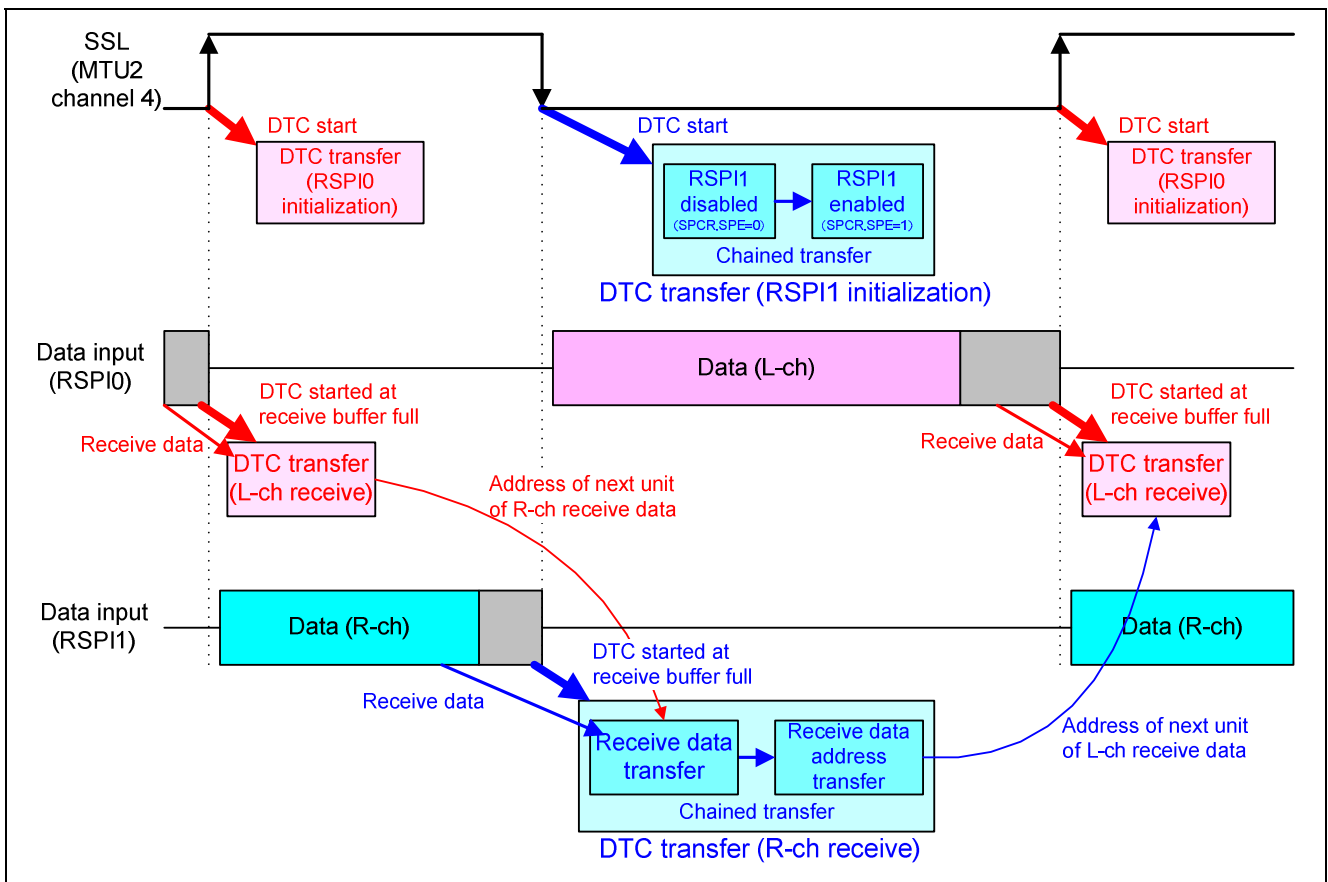 SSL
(MTU2
channel 4)
DTC start
DTC transfer
(RSPI0
initialization)
DTC start
RSPI1
disabled
(SPCR,SPE=0)
RSPI1
enabled
(SPCR,SPE=1)
Chained transfer
DTC transfer (RSPI1 initialization)
DTC start
DTC transfer
(RSPI0
initialization)
Data input
(RSPI0)
Data (L-ch)
DTC started at
receive buffer full
Receive data
DTC transfer
(L-ch receive)
Address of next unit
of R-ch receive data
DTC started at
receive buffer full
Receive data
DTC transfer
(L-ch receive)
Data input
(RSPI1)
Data (R-ch)
Data (R-ch)
DTC started at
receive buffer full
Receive data
Receive data
transfer
Receive data
address
transfer
Chained transfer
DTC transfer (R-ch receive)
Address of next unit
of L-ch receive data